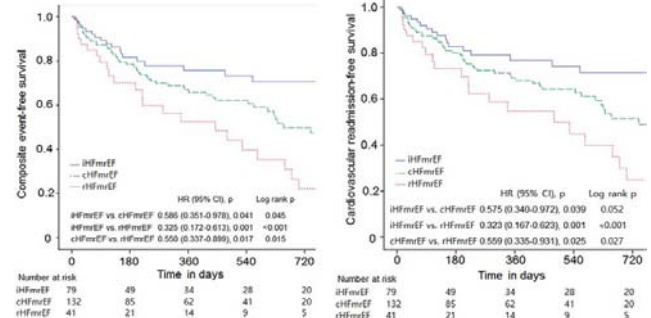 Composite event-free survival
1.0
0.8
0.6
0.4
0.2
0
iHFmrEF
cHFmrEF
rHFmrEF
HR (95% CI), p Log rank p
iHFmrEF vs cHFmrEF 0.586 (0.351-0.978), 0.041 0.045
iHFmrEF vs. rHFmrEF 0.325 (0.172-0.613), 0.001 <0.001
cHFmrEF vs rHFmrEF 0.550 (0.337-0.899), 0.017 0.015
0 180 360 540 720
Time in days
Number at risk
iHFmrEF 79 49 34 28 20
cHFmrEF 132 85 62 41 20
rHFmrEF 41 21 14 9 5
Cardiovascular readmission-free survival
1.0
0.8
0.6
0.4
0.2
0
iHFmrEF
cHFmrEF
rHFmrEF
HR (95% CI), p Log rank p
iHFmrEF vs. cHFmrEF 0.575 (0.340-0.972), 0.039 0.052
iHFmrEF vs rHFmrEF 0.323 (0.167-0.623), 0.001 <0.001
cHFmrEF vs rHFmrEF 0.559 (0.335-0.931), 0.025 0.027
0 180 360 540 720
Time in days
Number at risk
iHFmrEF 79 49 34 28 20
cHFmrEF 132 85 62 41 20
rHFmrEF 41 21 14 9 5